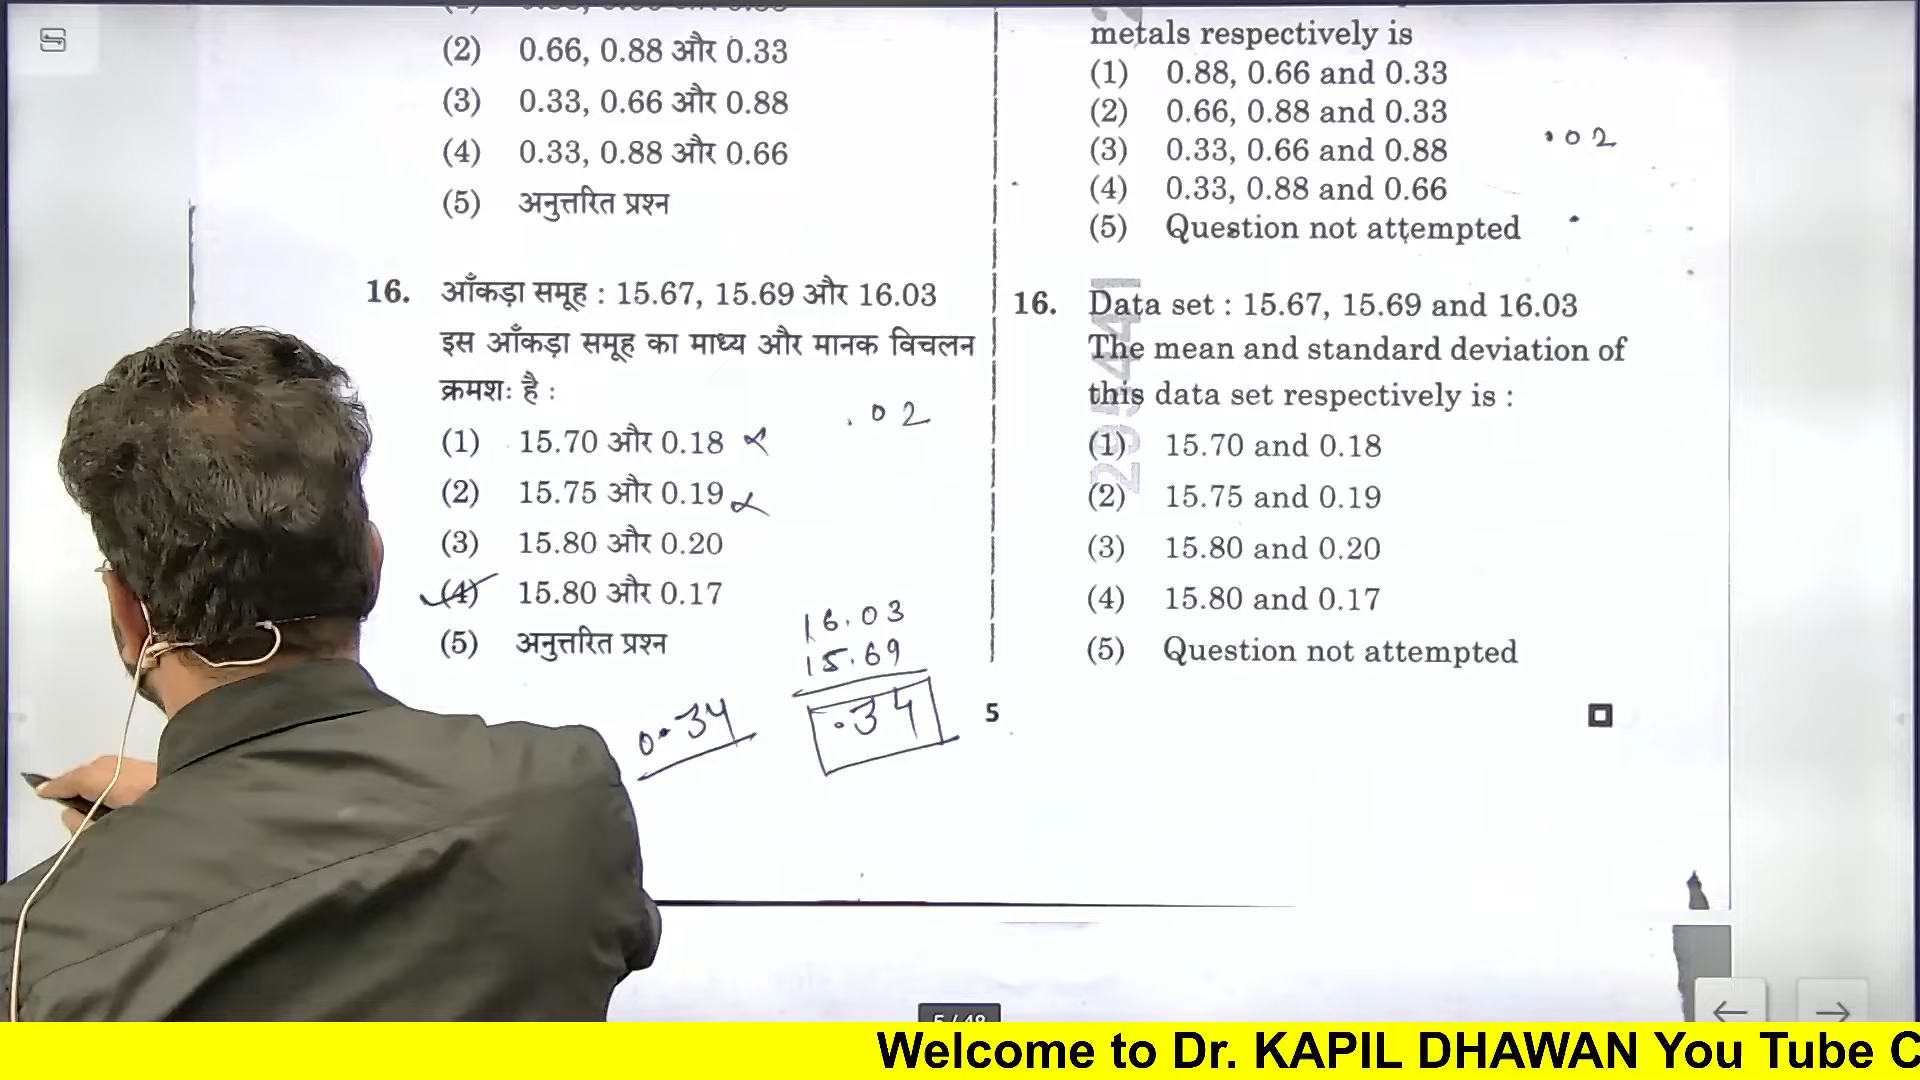 (2) 0.66, 0.88 और 0.33
(3) 0.33, 0.66 और 0.88
(4) 0.33, 0.88 और 0.66
(5) अनुत्तरित प्रश्न
16. आँकड़ा समूह : 15.67, 15.69 और 16.03
इस आँकड़ा समूह का माध्य और मानक विचलन
क्रमशः है :
.02
(1) 15.70 और 0.18
(2) 15.75 और 0.19
(3) 15.80 और 0.20
(4) 15.80 और 0.17
(5) अनुत्तरित प्रश्न
16.03
15.69
.34
0.34
5
metals respectively is
(1) 0.88, 0.66 and 0.33
(2) 0.66, 0.88 and 0.33
.02
(3) 0.33, 0.66 and 0.88
(4) 0.33, 0.88 and 0.66
(5) Question not attempted
16. Data set : 15.67, 15.69 and 16.03
The mean and standard deviation of
this data set respectively is :
(1) 15.70 and 0.18
(2) 15.75 and 0.19
(3) 15.80 and 0.20
(4) 15.80 and 0.17
(5) Question not attempted
5 / 48
Welcome to Dr. KAPIL DHAWAN You Tube C